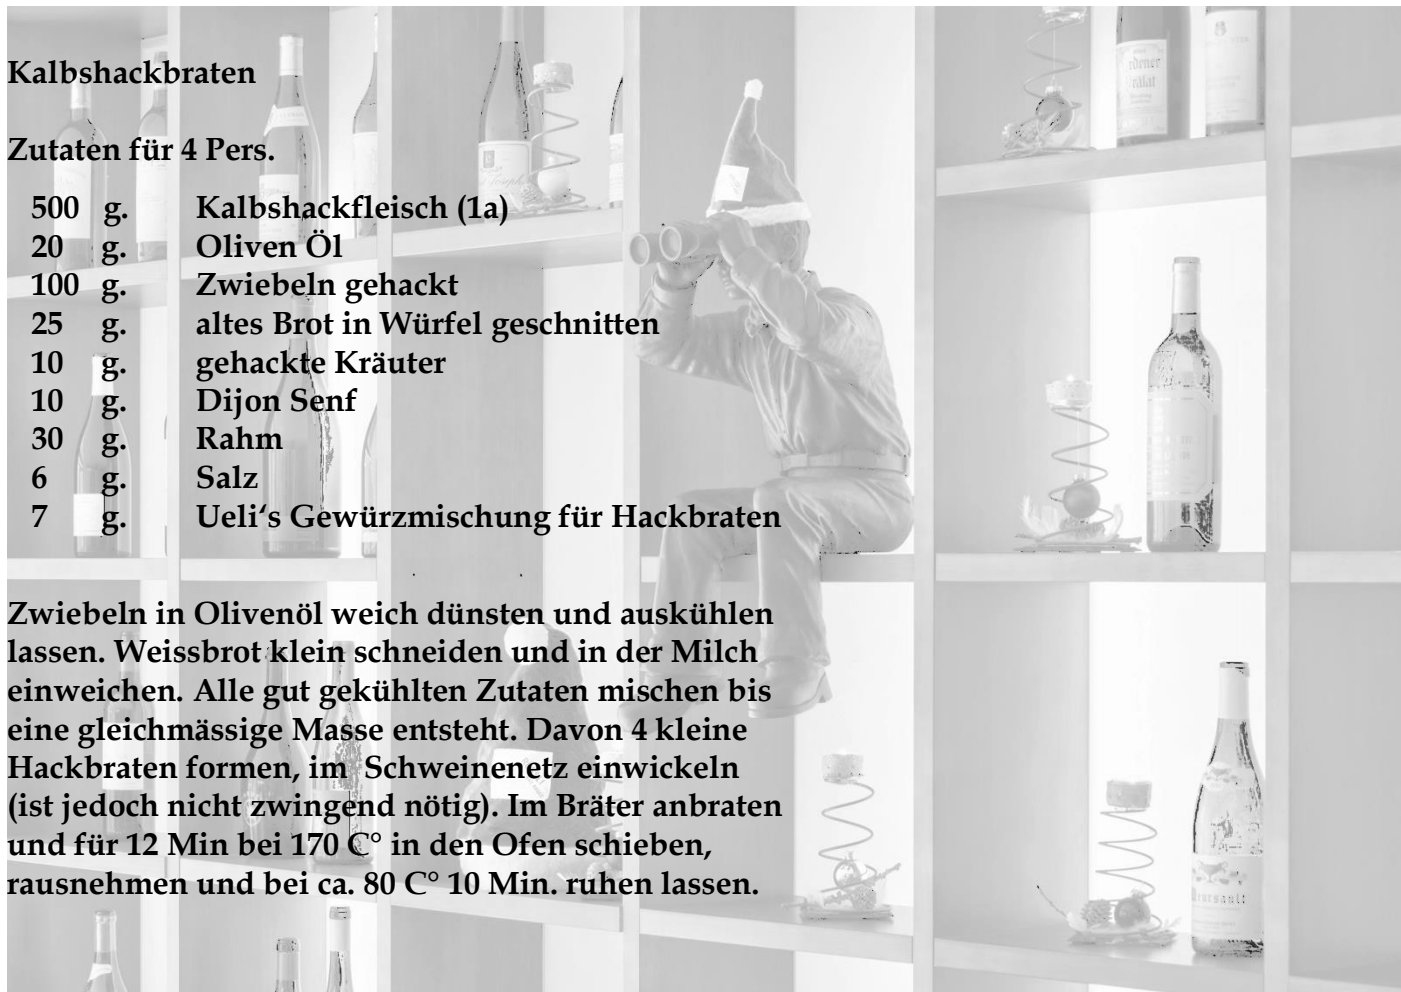 Kalbshackbraten
Zutaten für 4 Pers.
500 g. Kalbshackfleisch (1a)
20 g. Oliven Öl
100 g. Zwiebeln gehackt
25 g. altes Brot in Würfel geschnitten
10 g. gehackte Kräuter
10 g. Dijon Senf
30 g. Rahm
6 g. Salz
7 g. Ueli‘s Gewürzmischung für Hackbraten
Zwiebeln in Olivenöl weich dünsten und auskühlen
lassen. Weissbrot klein schneiden und in der Milch
einweichen. Alle gut gekühlten Zutaten mischen bis
eine gleichmässige Masse entsteht. Davon 4 kleine
Hackbraten formen, im  Schweinenetz einwickeln
(ist jedoch nicht zwingend nötig). Im Bräter anbraten
und für 12 Min bei 170 C° in den Ofen schieben,
rausnehmen und bei ca. 80 C° 10 Min. ruhen lassen.